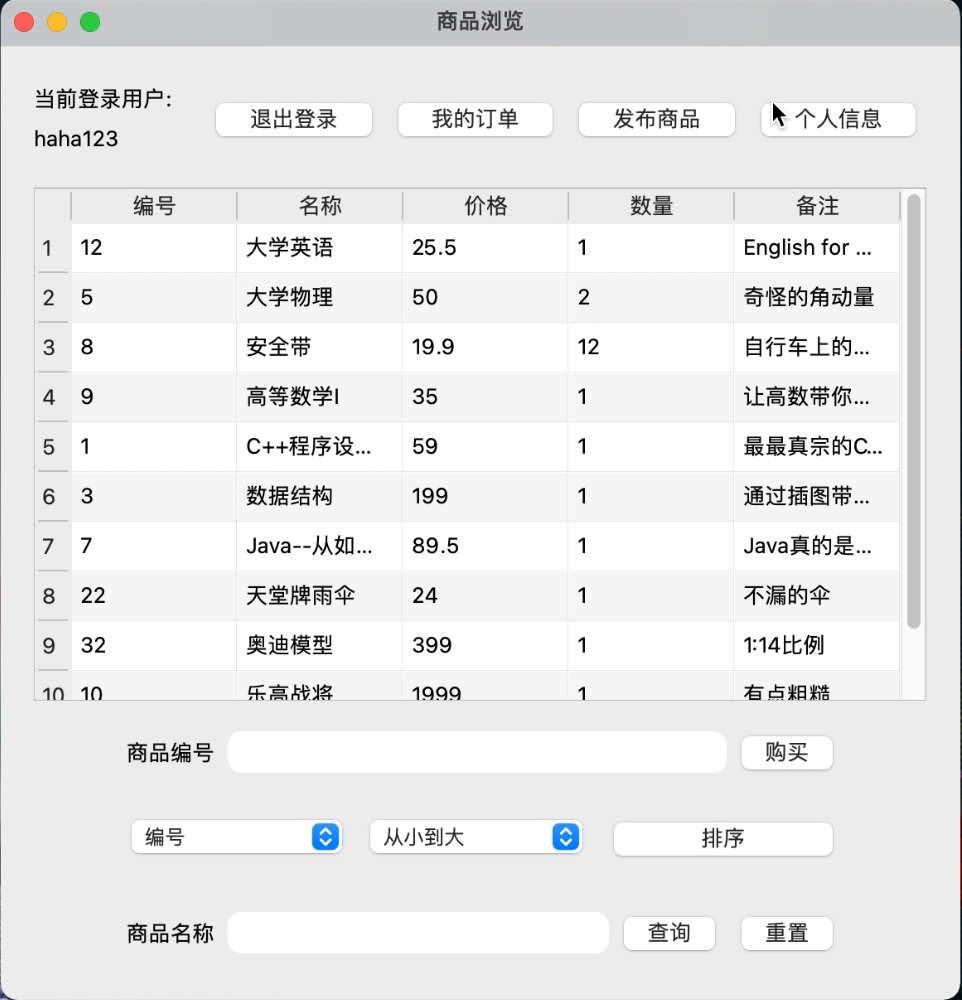 商品浏览
当前登录用户:
haha123
退出登录 我的订单 发布商品 个人信息
编号 名称 价格 数量 备注
1 12 大学英语 25.5 1 English for ...
2 5 大学物理 50 2 奇怪的角动量
3 8 安全带 19.9 12 自行车上的...
4 9 高等数学I 35 1 让高数带你...
5 1 C++程序设... 59 1 最最真宗的C...
6 3 数据结构 199 1 通过插图带...
7 7 Java--从如... 89.5 1 Java真的是...
8 22 天堂牌雨伞 24 1 不漏的伞
9 32 奥迪模型 399 1 1:14比例
10 10 乐高战将 1999 1 有点粗糙
商品编号 购买
编号 从小到大 排序
商品名称 查询 重置